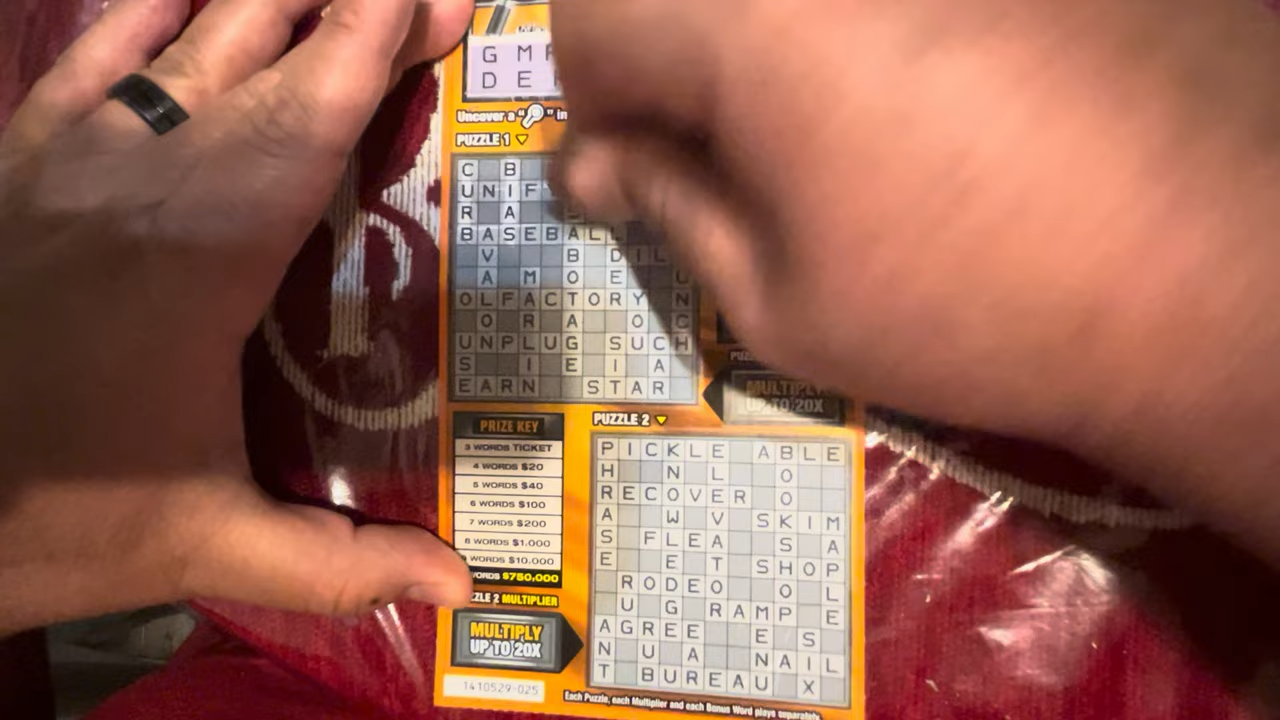 G M
D E
Uncover a " " in
PUZZLE 1
C B
U N I F
R A
B A S E B A L L
V B D I L
A M O E U
O L F A C T O R Y N
O R A O C
U N P L U G S U C H
S I E I A
E A R N S T A R
MULTIPLY
UP TO 20X
PUZZLE 2
PRIZE KEY
3 WORDS TICKET
4 WORDS $20
5 WORDS $40
6 WORDS $100
7 WORDS $200
8 WORDS $1,000
WORDS $10,000
WORDS $750,000
ZLE 2 MULTIPLIER
MULTIPLY
UP TO 20X
1410529-025
P I C K L E A B L E
H N L O
R E C O V E R O
A W V S K I M
S F L E A S A
E E T S H O P
R O D E O O L
U G R A M P E
A G R E E E S
N U A N A I L
T B U R E A U X
Each Puzzle, each Multiplier and each Bonus Word plays separately.